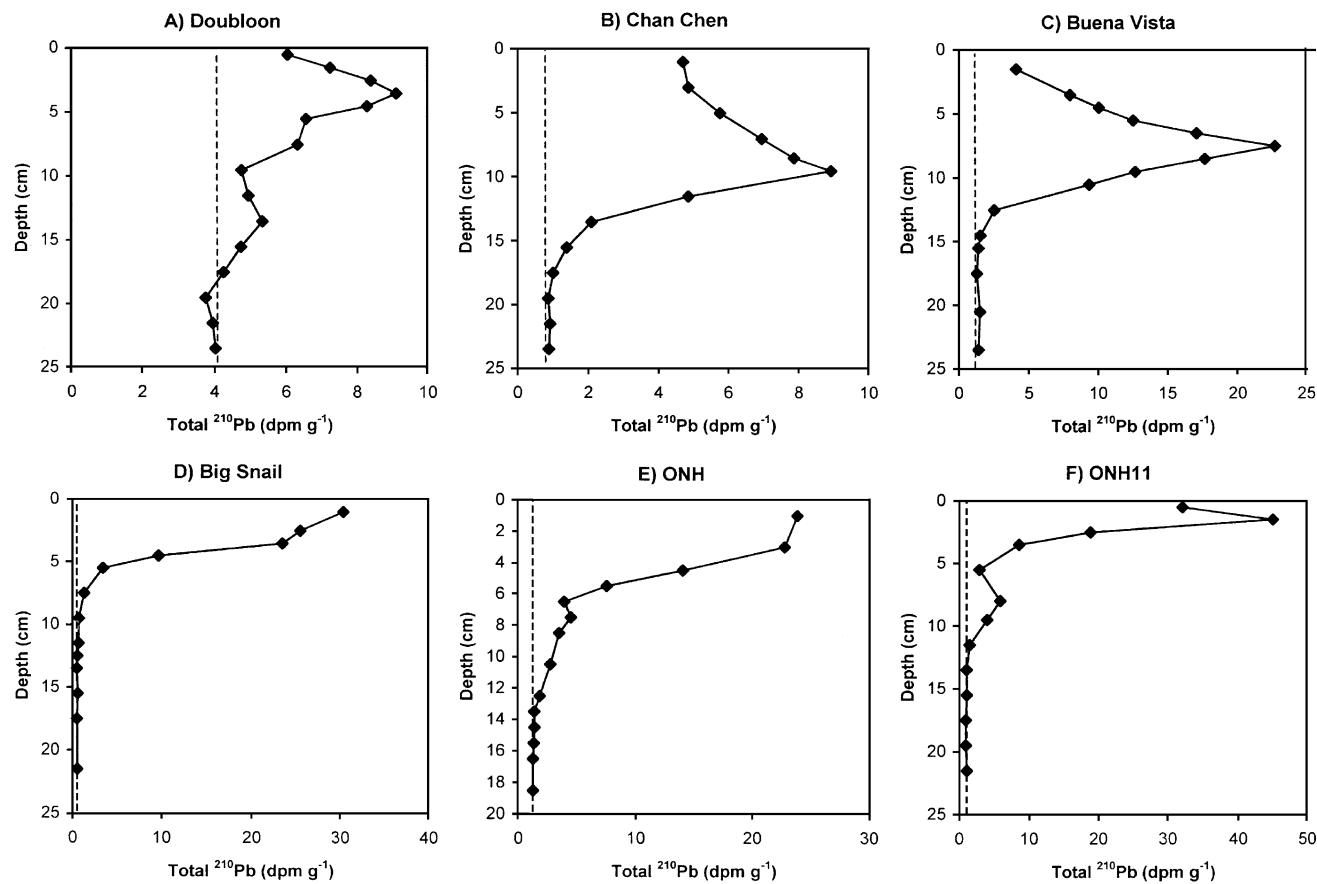 A) Doubloon
B) Chan Chen
C) Buena Vista
0
5
10
15
20
25
Depth (cm)
0 2 4 6 8 10
Total ²¹⁰Pb (dpm g⁻¹)
0
5
10
15
20
25
Depth (cm)
0 2 4 6 8 10
Total ²¹⁰Pb (dpm g⁻¹)
0
5
10
15
20
25
Depth (cm)
0 5 10 15 20 25
Total ²¹⁰Pb (dpm g⁻¹)
D) Big Snail
E) ONH
F) ONH11
0
5
10
15
20
25
Depth (cm)
0 10 20 30 40
Total ²¹⁰Pb (dpm g⁻¹)
0
2
4
6
8
10
12
14
16
18
20
Depth (cm)
0 10 20 30
Total ²¹⁰Pb (dpm g⁻¹)
0
5
10
15
20
25
Depth (cm)
0 10 20 30 40 50
Total ²¹⁰Pb (dpm g⁻¹)